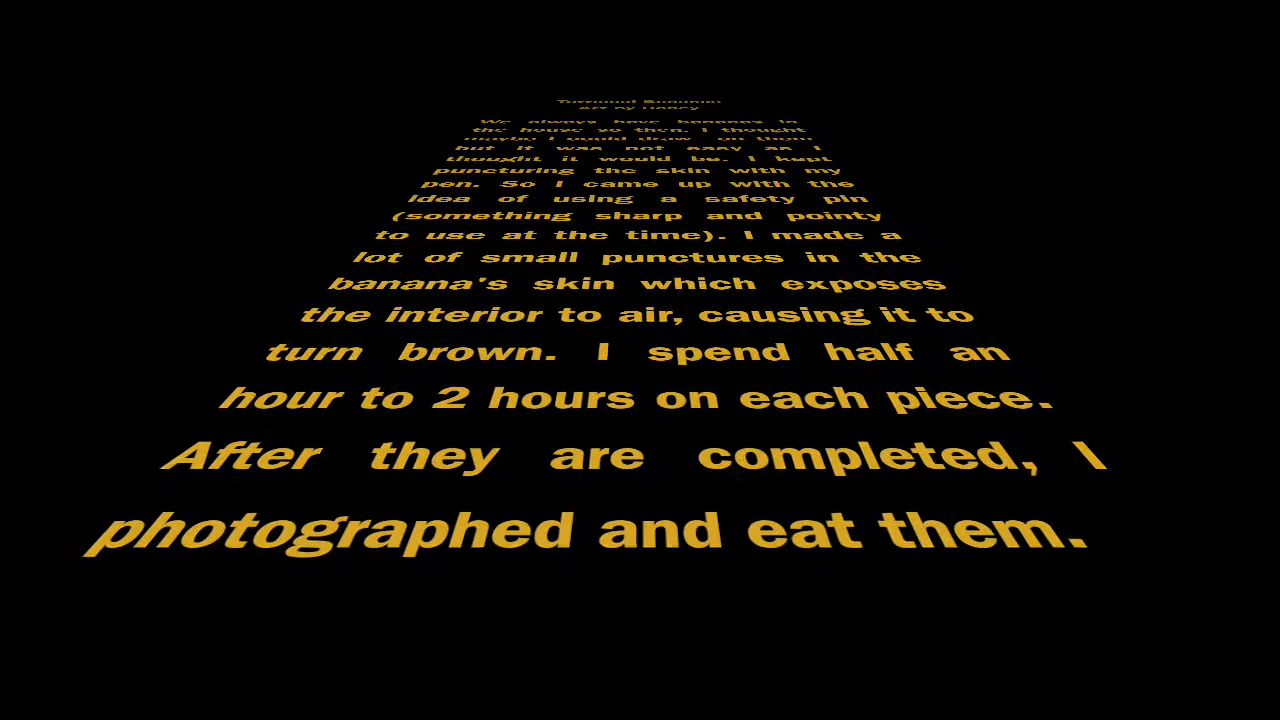 Art by Honey
We always have bananas in
the house so then, I thought
maybe I could draw on them
but it was not easy as I
thought it would be. I kept
puncturing the skin with my
pen. So I came up with the
idea of using a safety pin
(something sharp and pointy
to use at the time). I made a
lot of small punctures in the
banana's skin which exposes
the interior to air, causing it to
turn brown. I spend half an
hour to 2 hours on each piece.
After they are completed, I
photographed and eat them.